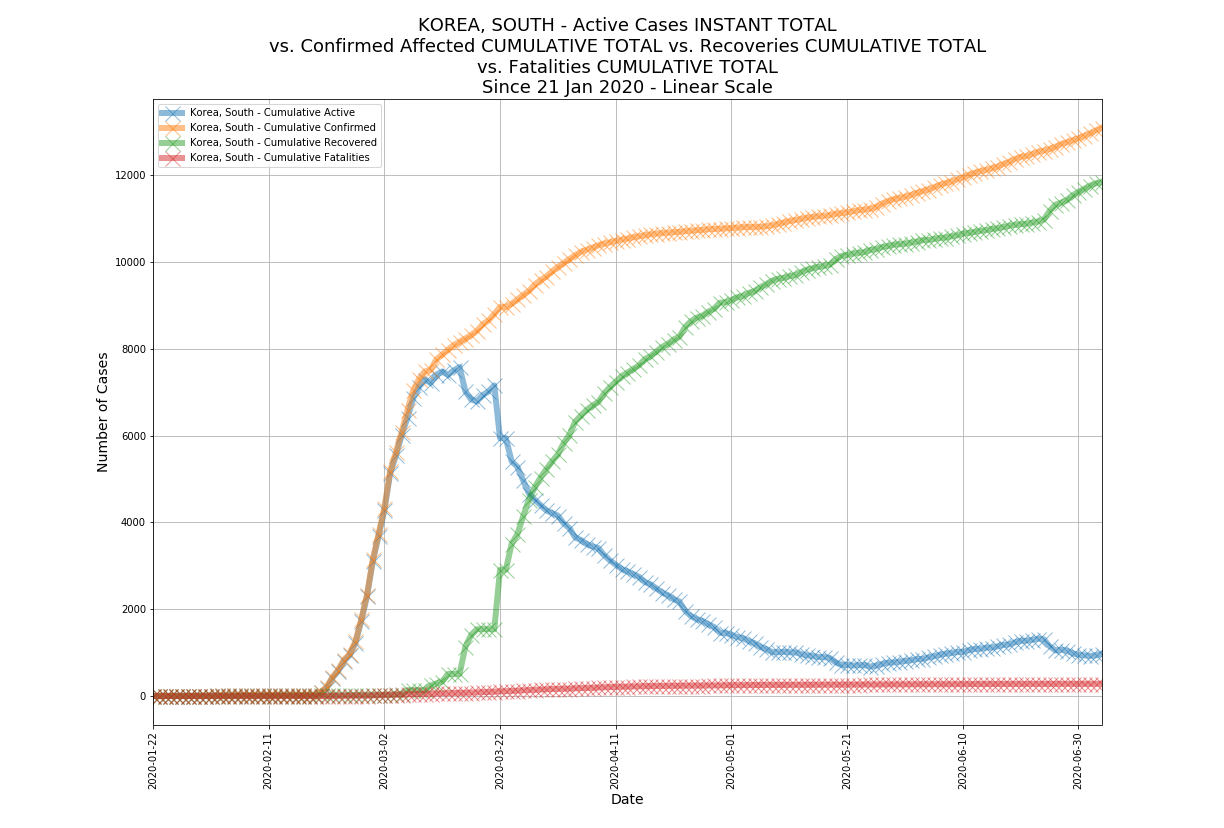 KOREA, SOUTH - Active Cases INSTANT TOTAL
vs. Confirmed Affected CUMULATIVE TOTAL vs. Recoveries CUMULATIVE TOTAL
vs. Fatalities CUMULATIVE TOTAL
Since 21 Jan 2020 - Linear Scale
Korea, South - Cumulative Active
Korea, South - Cumulative Confirmed
Korea, South - Cumulative Recovered
Korea, South - Cumulative Fatalities
Number of Cases
12000
10000
8000
6000
4000
2000
0
2020-01-22
2020-02-11
2020-03-02
2020-03-22
2020-04-11
2020-05-01
2020-05-21
2020-06-10
2020-06-30
Date